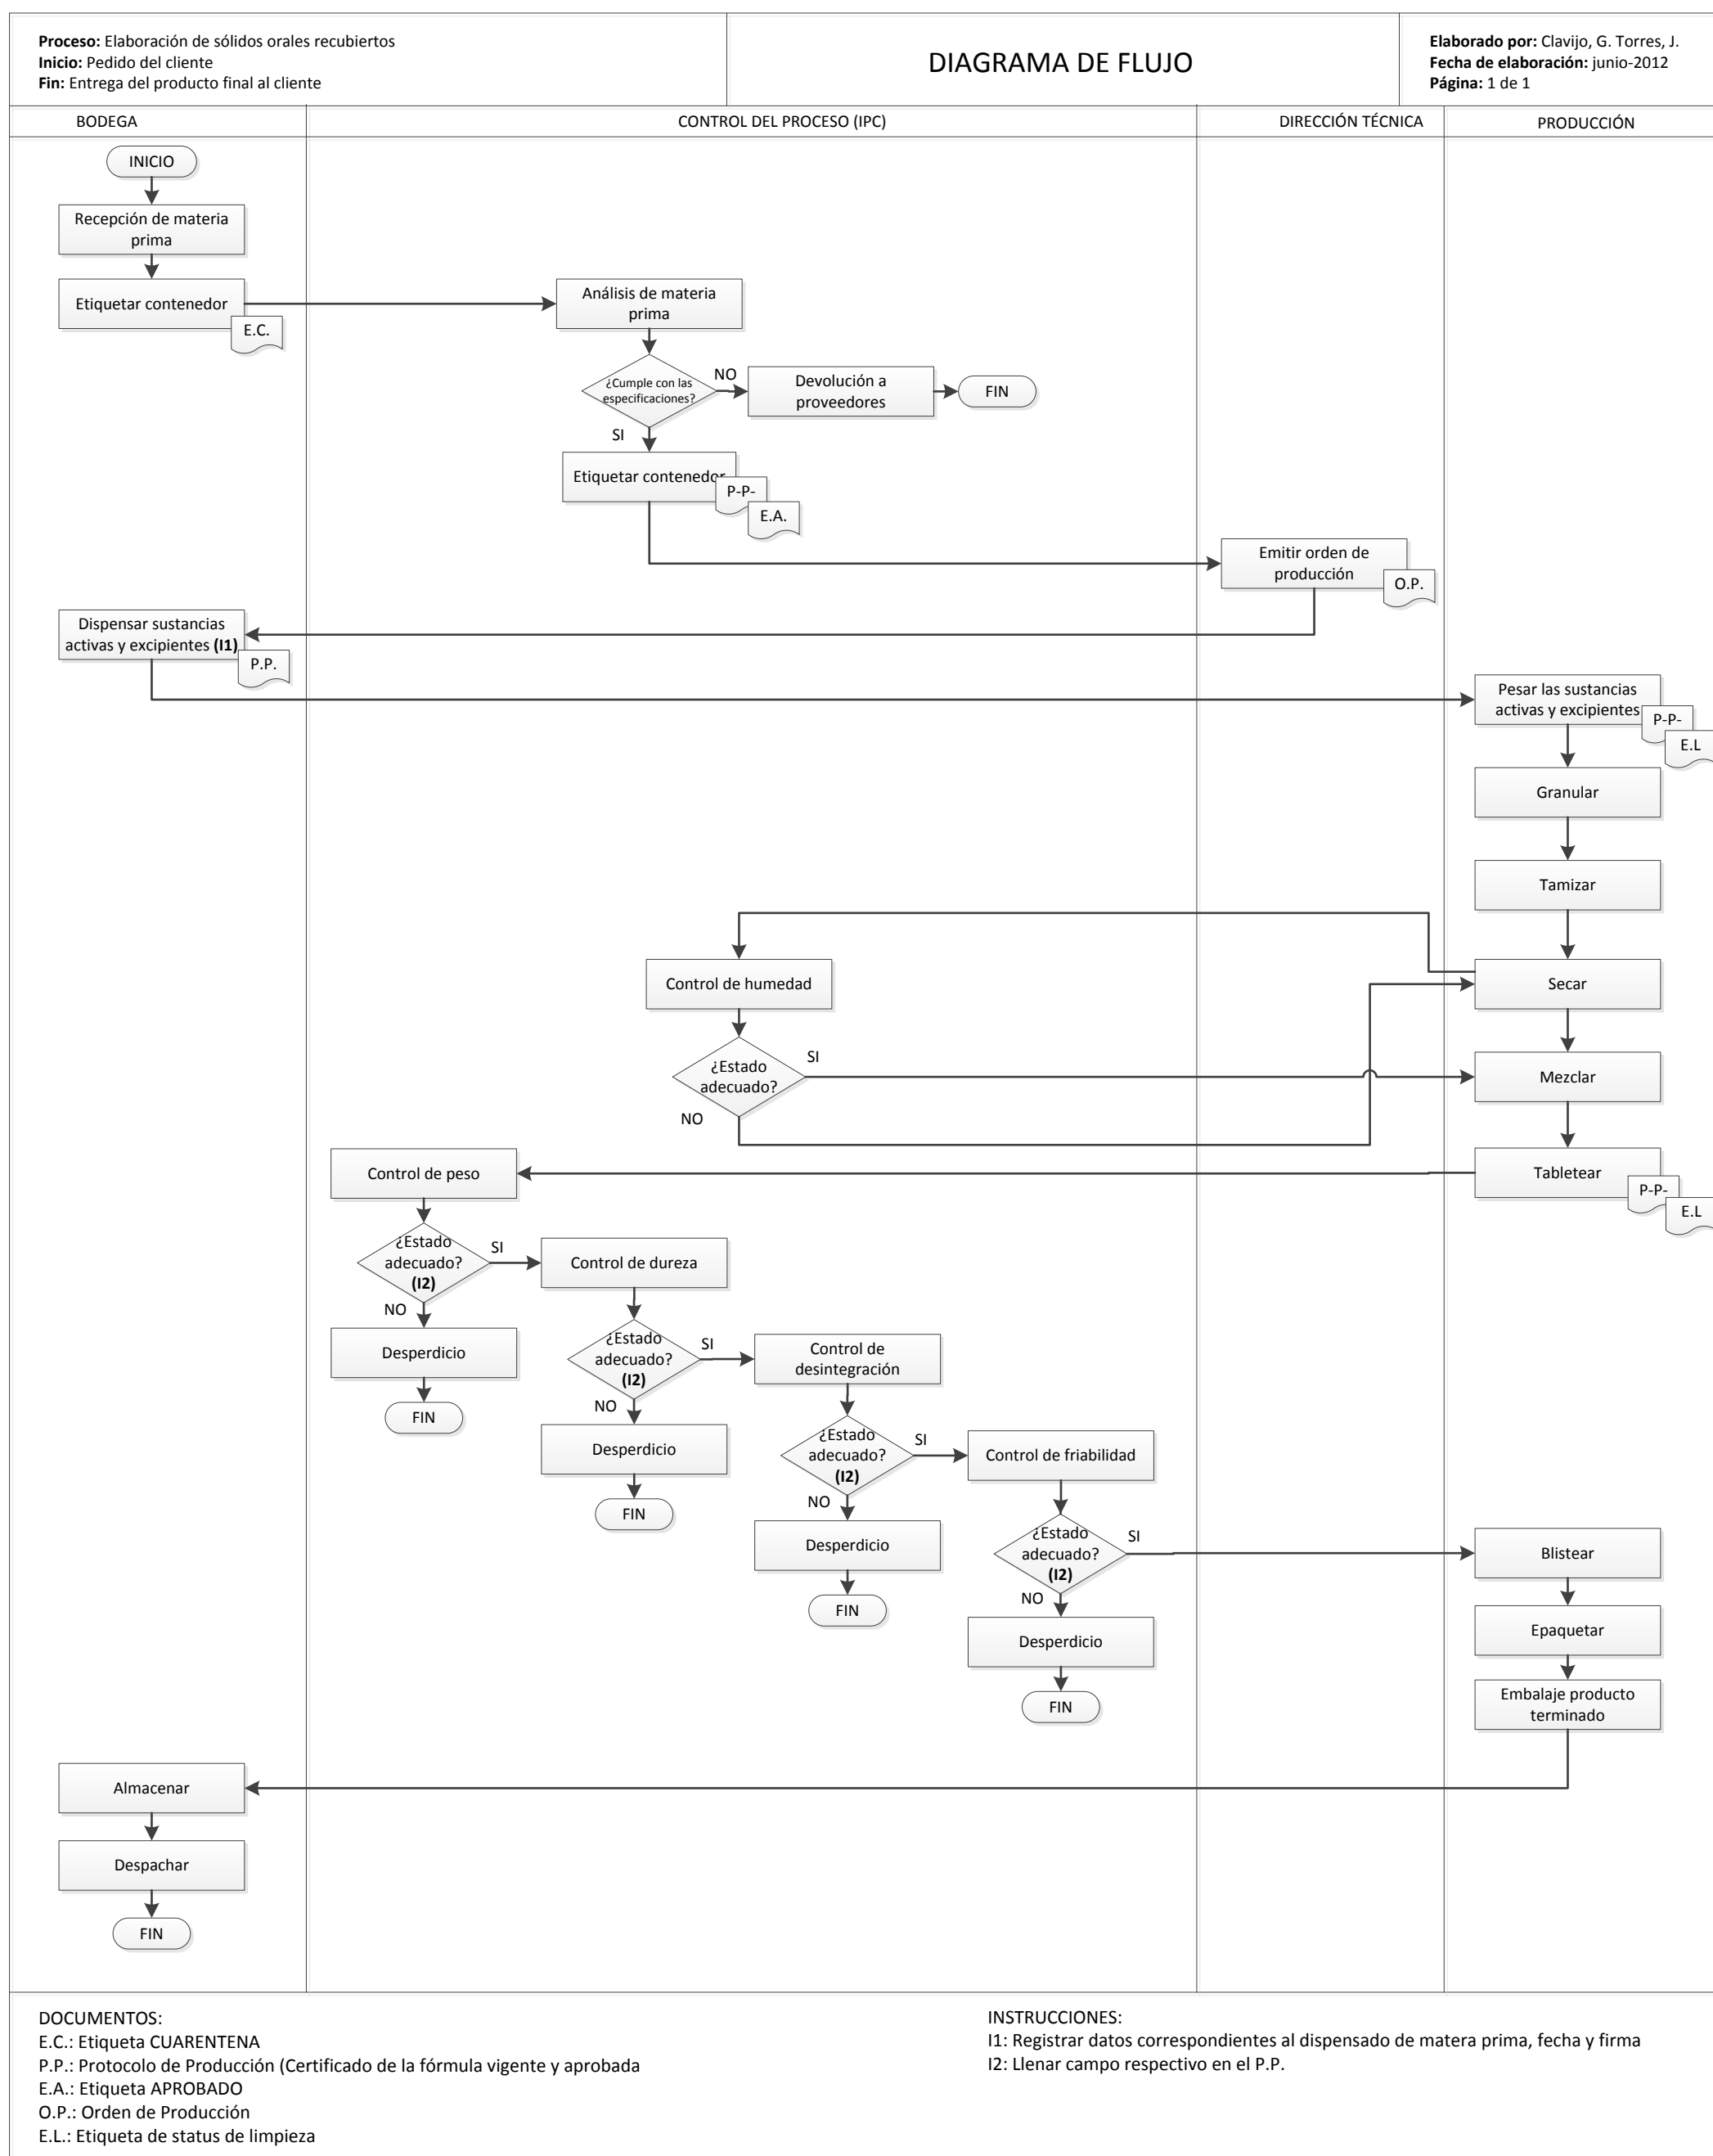 Proceso: Elaboración de sólidos orales recubiertos
Inicio: Pedido del cliente
Fin: Entrega del producto final al cliente
DIAGRAMA DE FLUJO
Elaborado por: Clavijo, G. Torres, J.
Fecha de elaboración: junio-2012
Página: 1 de 1
BODEGA
CONTROL DEL PROCESO (IPC)
DIRECCIÓN TÉCNICA
PRODUCCIÓN
INICIO
Recepción de materia
prima
Etiquetar contenedor
E.C.
Análisis de materia
prima
¿Cumple con las
especificaciones?
NO
Devolución a
proveedores
FIN
SI
Etiquetar contenedor
P-P-
E.A.
Emitir orden de
producción
O.P.
Dispensar sustancias
activas y excipientes (I1)
P.P.
Pesar las sustancias
activas y excipientes
P-P-
E.L
Granular
Tamizar
Secar
Control de humedad
¿Estado
adecuado?
SI
NO
Mezclar
Tabletear
P-P-
E.L
Control de peso
¿Estado
adecuado?
(I2)
SI
NO
Desperdicio
FIN
Control de dureza
¿Estado
adecuado?
(I2)
SI
NO
Desperdicio
FIN
Control de
desintegración
¿Estado
adecuado?
(I2)
SI
NO
Desperdicio
FIN
Control de friabilidad
¿Estado
adecuado?
(I2)
SI
NO
Desperdicio
FIN
Blistear
Epaquetar
Embalaje producto
terminado
Almacenar
Despachar
FIN
DOCUMENTOS:
E.C.: Etiqueta CUARENTENA
P.P.: Protocolo de Producción (Certificado de la fórmula vigente y aprobada
E.A.: Etiqueta APROBADO
O.P.: Orden de Producción
E.L.: Etiqueta de status de limpieza
INSTRUCCIONES:
I1: Registrar datos correspondientes al dispensado de matera prima, fecha y firma
I2: Llenar campo respectivo en el P.P.